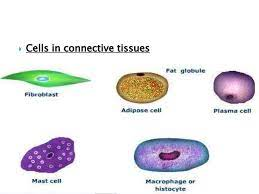 Cells in connective tissues
Fat globule
Fibroblast
Adipose cell
Plasma cell
Mast cell
Macrophage or
histocyte